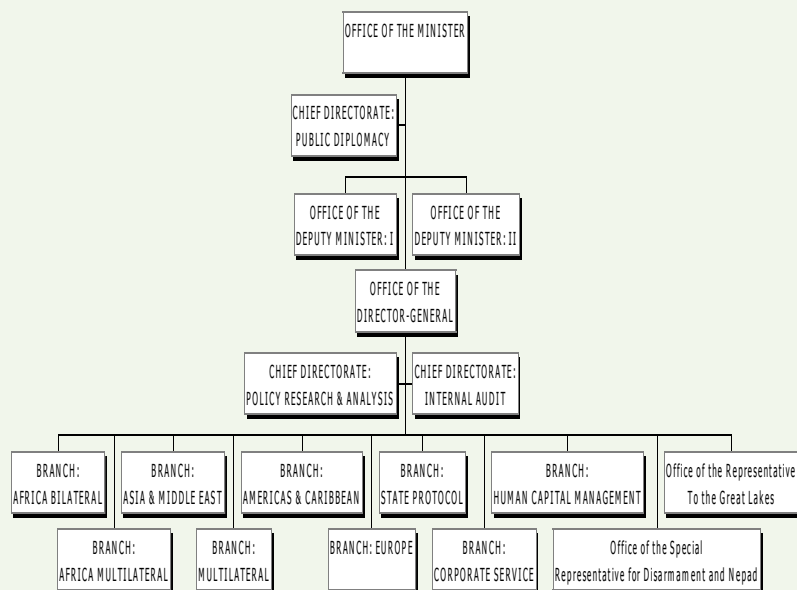 OFFICE OF THE MINISTER
CHIEF DIRECTORATE:
PUBLIC DIPLOMACY
OFFICE OF THE
DEPUTY MINISTER: I
OFFICE OF THE
DEPUTY MINISTER: II
OFFICE OF THE
DIRECTOR-GENERAL
CHIEF DIRECTORATE:
POLICY RESEARCH & ANALYSIS
CHIEF DIRECTORATE:
INTERNAL AUDIT
BRANCH:
AFRICA BILATERAL
BRANCH:
ASIA & MIDDLE EAST
BRANCH:
AMERICAS & CARIBBEAN
BRANCH:
STATE PROTOCOL
BRANCH:
HUMAN CAPITAL MANAGEMENT
Office of the Representative
To the Great Lakes
BRANCH:
AFRICA MULTILATERAL
BRANCH:
MULTILATERAL
BRANCH: EUROPE
BRANCH:
CORPORATE SERVICE
Office of the Special
Representative for Disarmament and Nepad